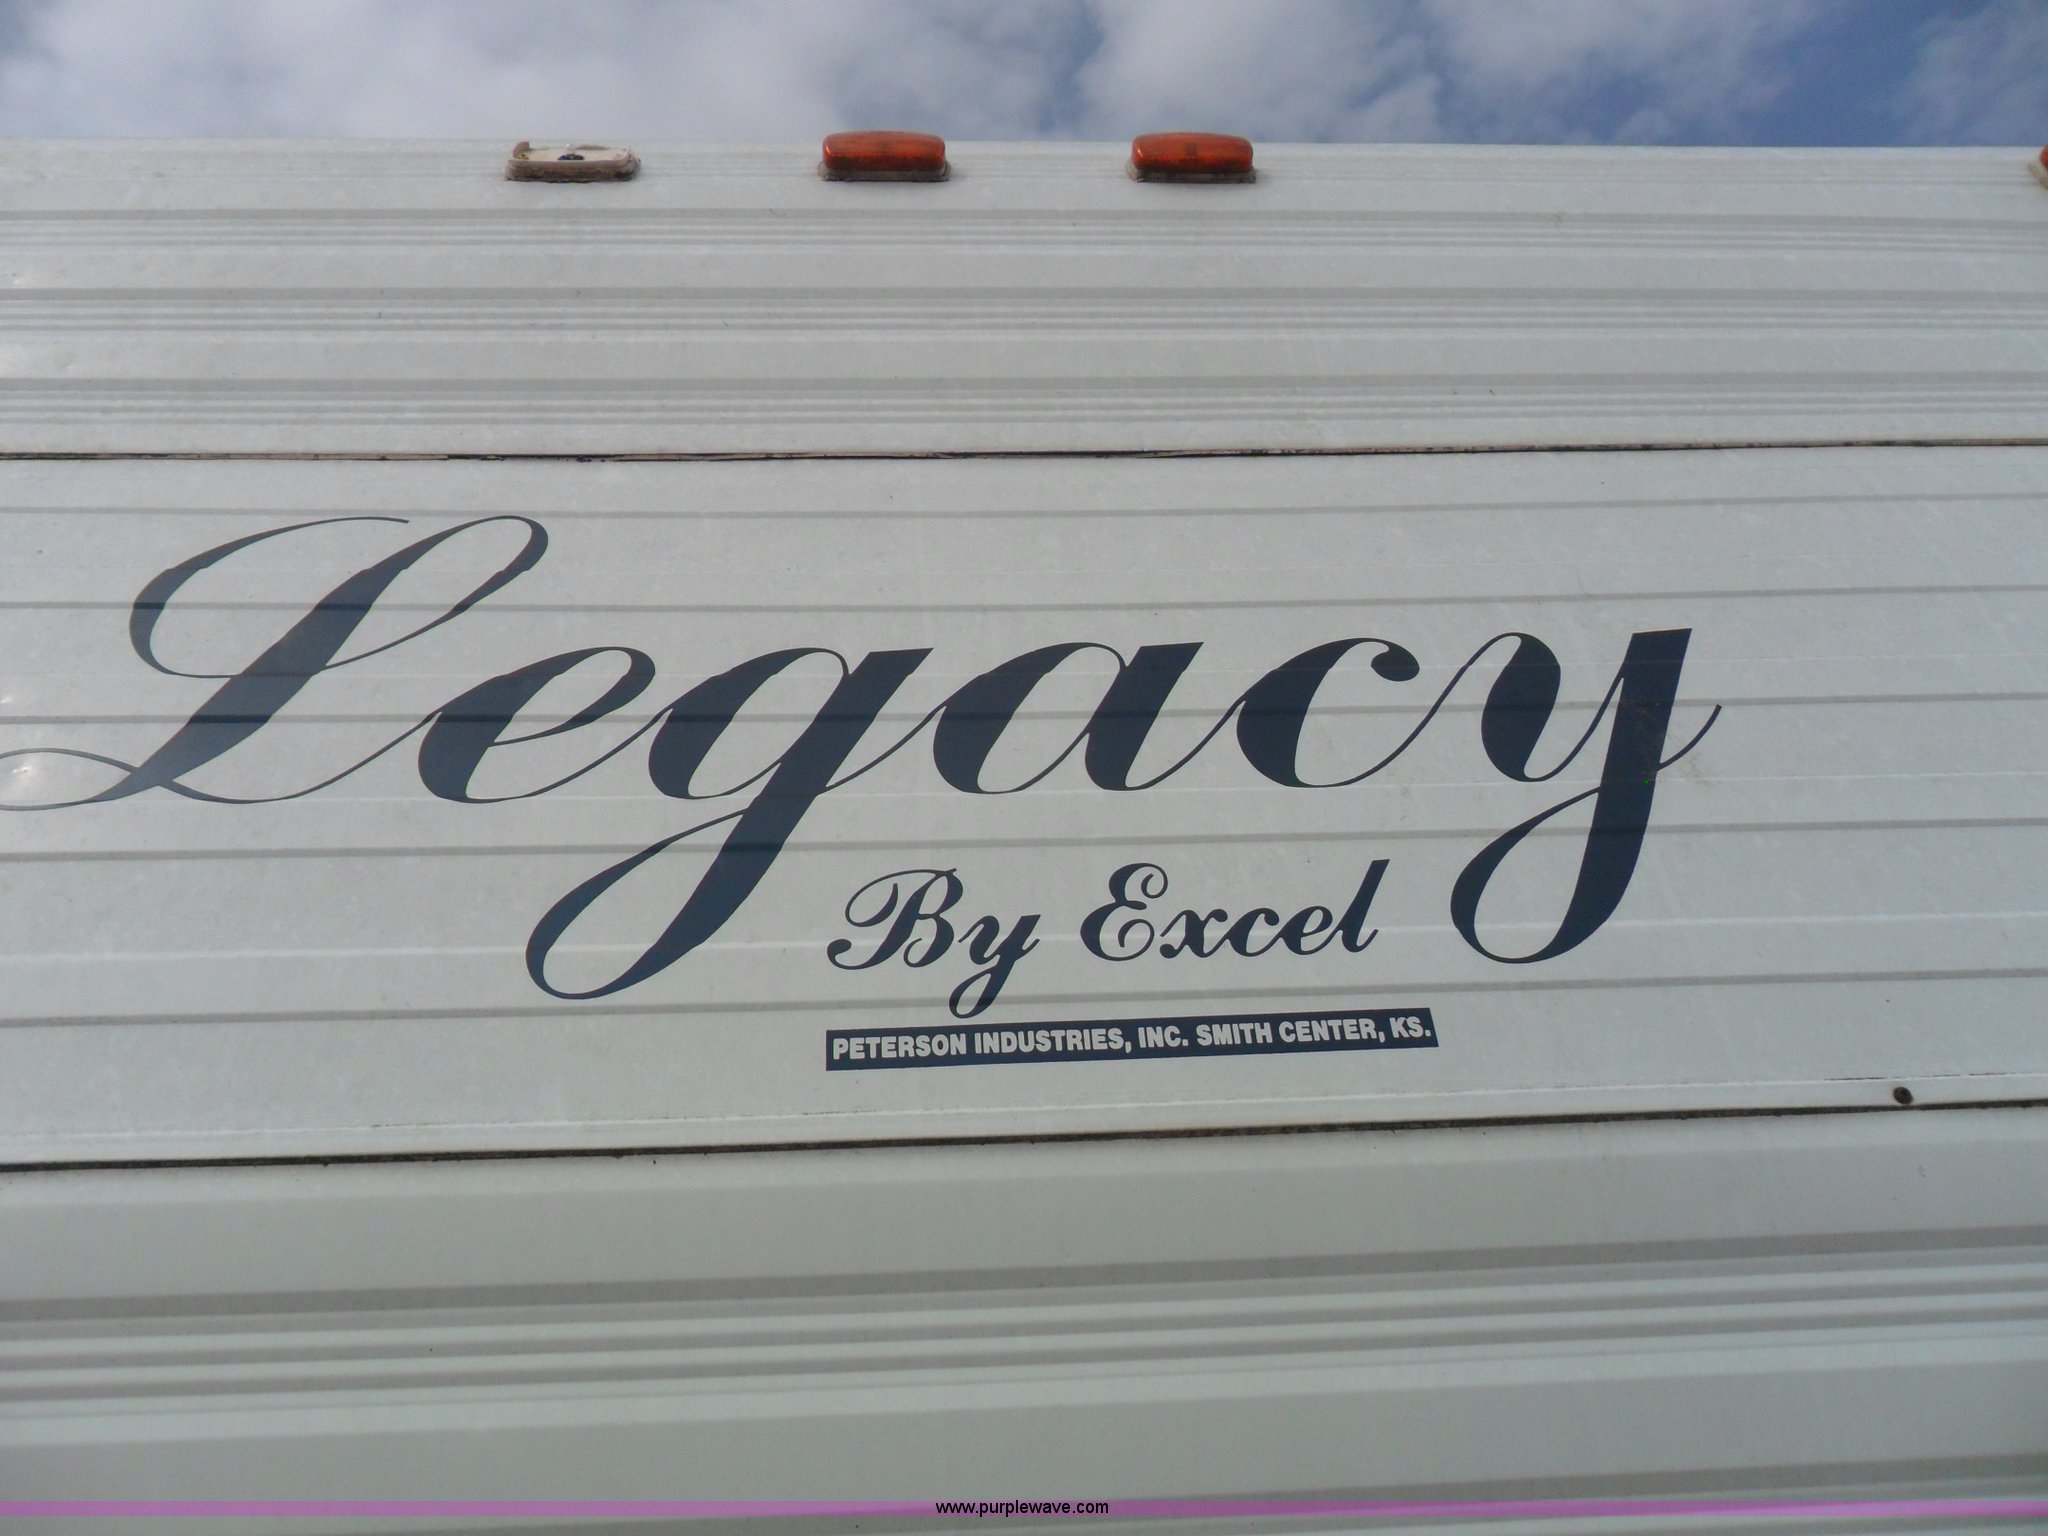 Legacy
By Excel
PETERSON INDUSTRIES, INC. SMITH CENTER, KS.
www.purplewave.com